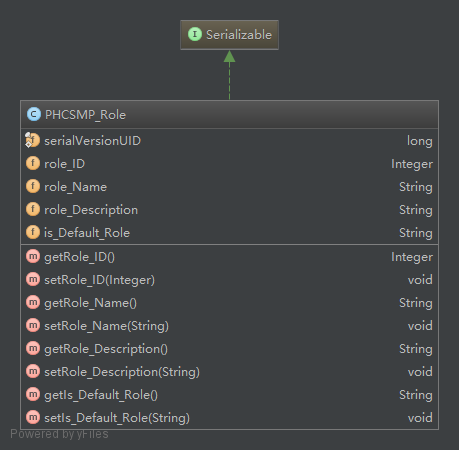 I Serializable
C PHCSMP_Role
f serialVersionUID long
f role_ID Integer
f role_Name String
f role_Description String
f is_Default_Role String
m getRole_ID() Integer
m setRole_ID(Integer) void
m getRole_Name() String
m setRole_Name(String) void
m getRole_Description() String
m setRole_Description(String) void
m getIs_Default_Role() String
m setIs_Default_Role(String) void
Powered by yFiles